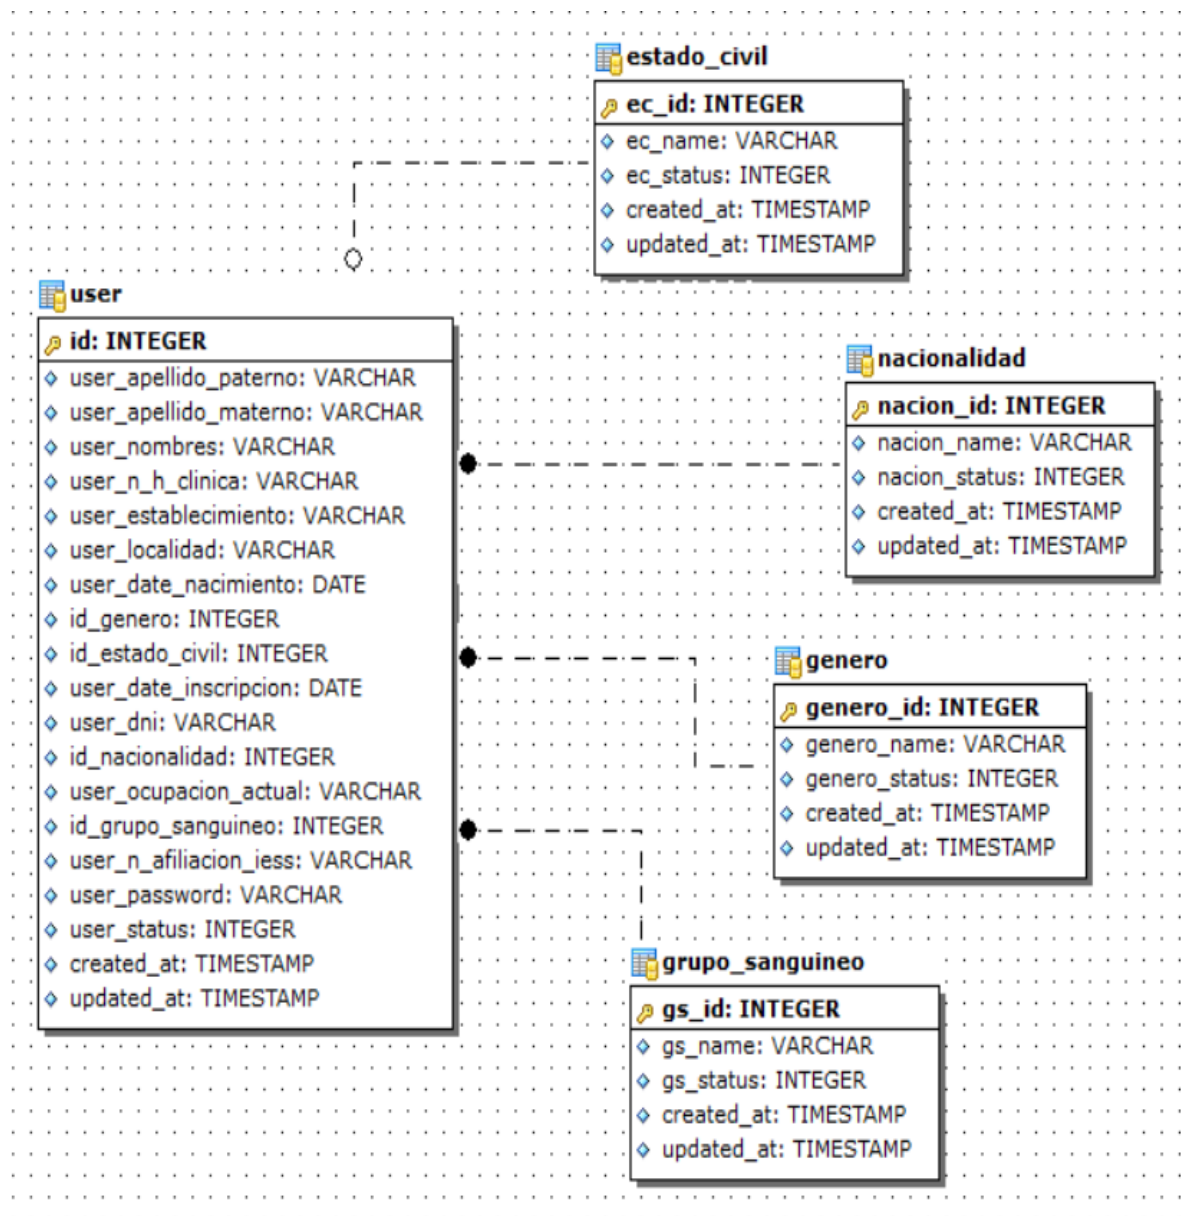 estado_civil
ec_id: INTEGER
ec_name: VARCHAR
ec_status: INTEGER
created_at: TIMESTAMP
updated_at: TIMESTAMP
user
id: INTEGER
user_apellido_paterno: VARCHAR
user_apellido_materno: VARCHAR
user_nombres: VARCHAR
user_n_h_clinica: VARCHAR
user_establecimiento: VARCHAR
user_localidad: VARCHAR
user_date_nacimiento: DATE
id_genero: INTEGER
id_estado_civil: INTEGER
user_date_inscripcion: DATE
user_dni: VARCHAR
id_nacionalidad: INTEGER
user_ocupacion_actual: VARCHAR
id_grupo_sanguineo: INTEGER
user_n_afiliacion_iess: VARCHAR
user_password: VARCHAR
user_status: INTEGER
created_at: TIMESTAMP
updated_at: TIMESTAMP
nacionalidad
nacion_id: INTEGER
nacion_name: VARCHAR
nacion_status: INTEGER
created_at: TIMESTAMP
updated_at: TIMESTAMP
genero
genero_id: INTEGER
genero_name: VARCHAR
genero_status: INTEGER
created_at: TIMESTAMP
updated_at: TIMESTAMP
grupo_sanguineo
gs_id: INTEGER
gs_name: VARCHAR
gs_status: INTEGER
created_at: TIMESTAMP
updated_at: TIMESTAMP